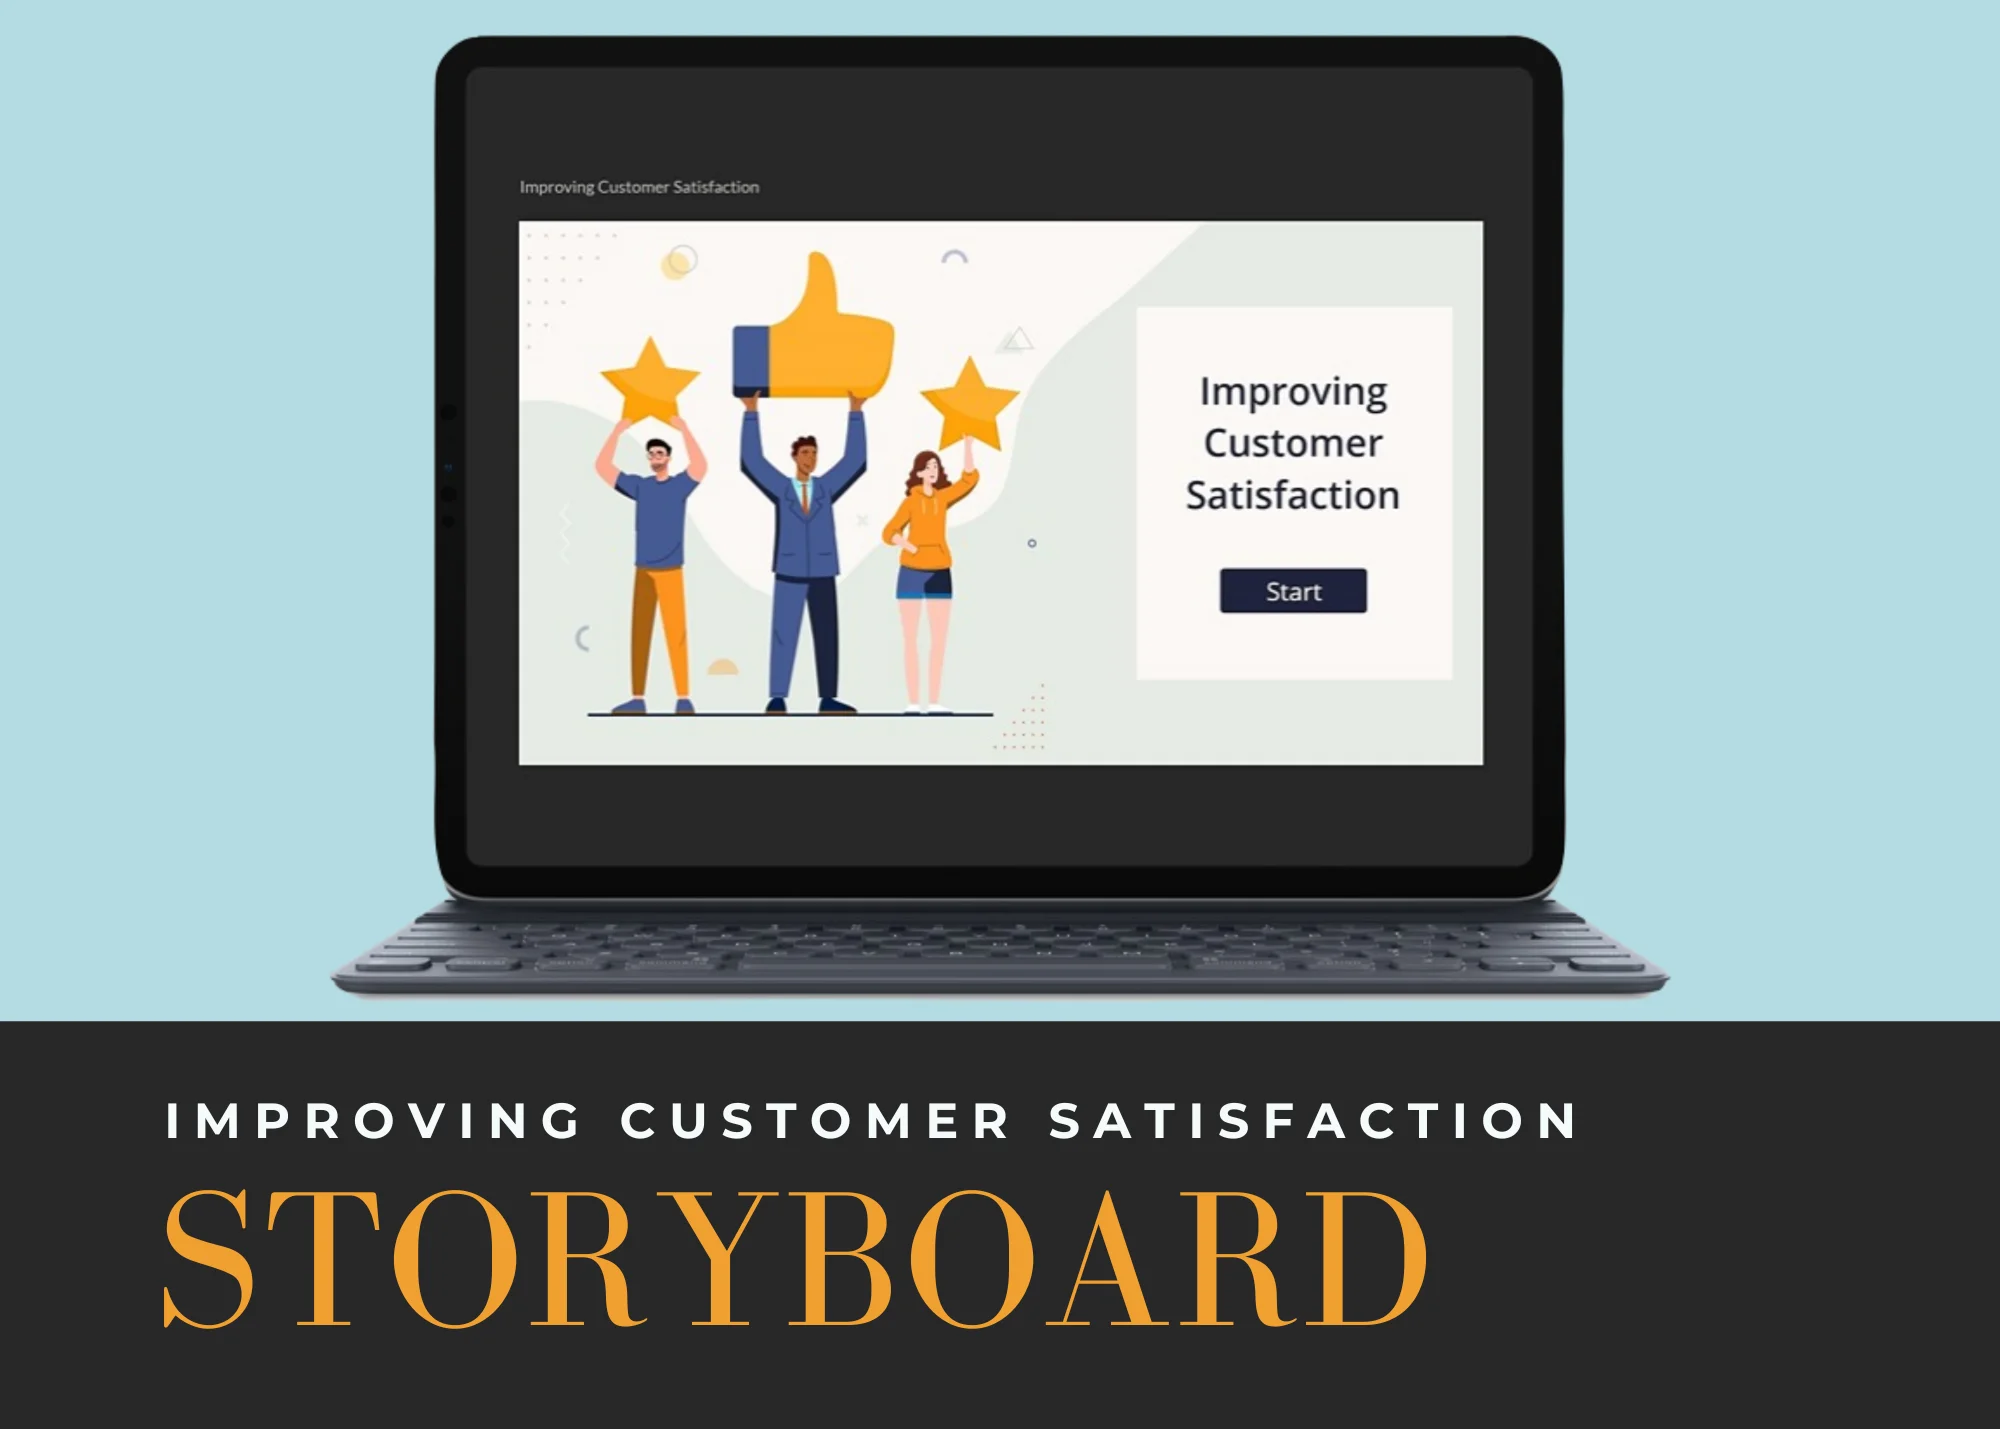 Improving Customer Satisfaction
Improving
Customer
Satisfaction
Start
IMPROVING CUSTOMER SATISFACTION
STORYBOARD